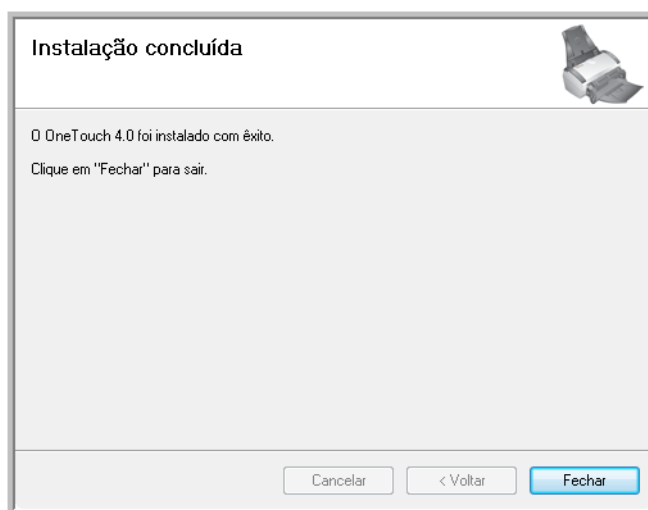 Instalação concluída
O OneTouch 4.0 foi instalado com êxito.
Clique em "Fechar" para sair.
Cancelar
< Voltar
Fechar